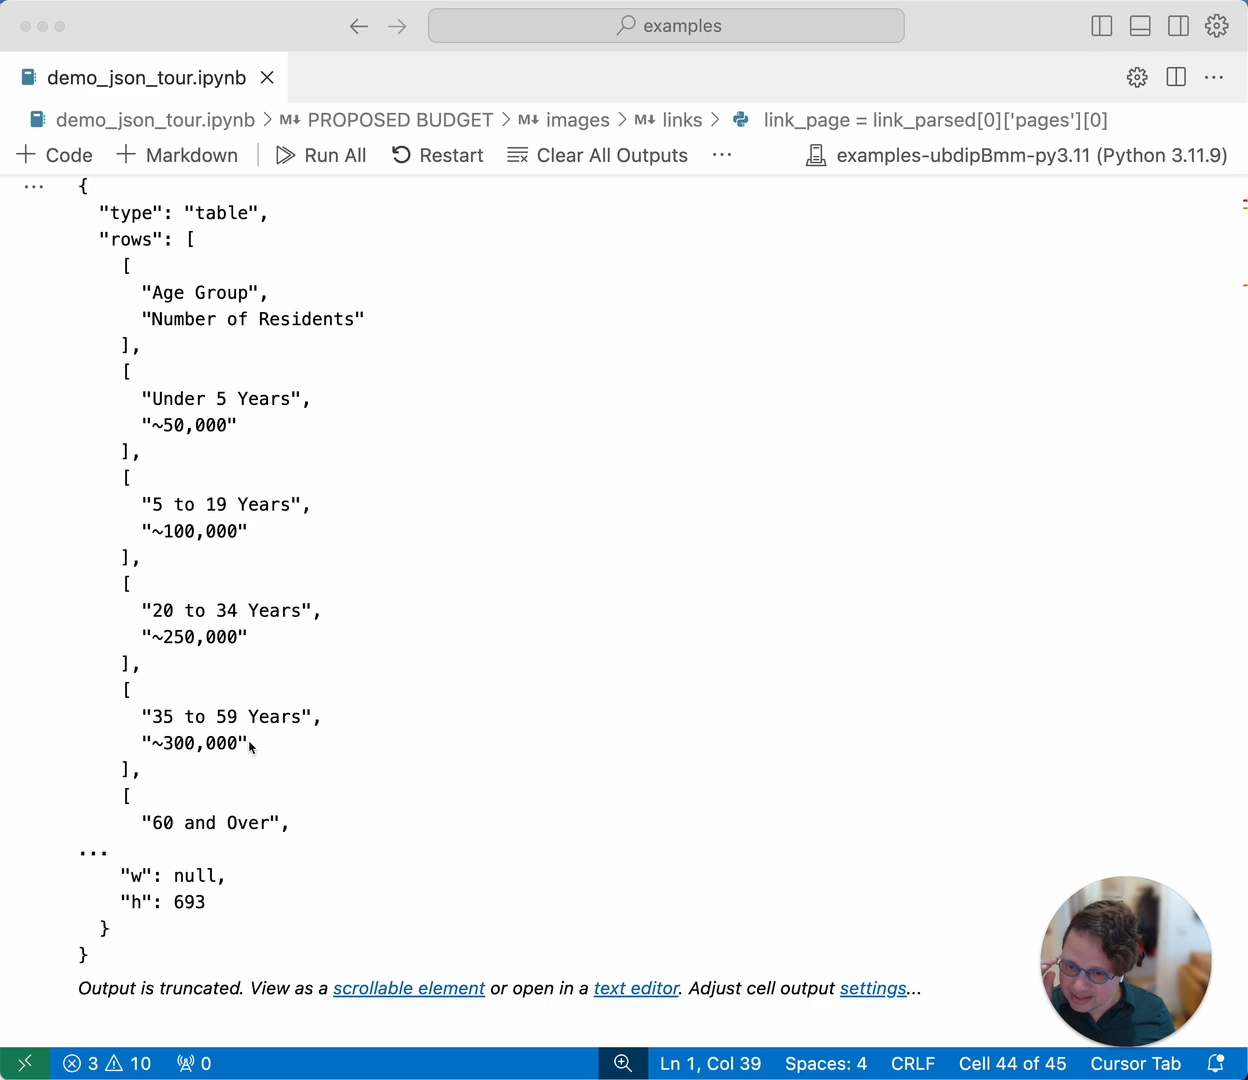 examples
demo_json_tour.ipynb
demo_json_tour.ipynb > M↓ PROPOSED BUDGET > M↓ images > M↓ links > link_page = link_parsed[0]['pages'][0]
+ Code + Markdown | Run All Restart Clear All Outputs ... examples-ubdipBmm-py3.11 (Python 3.11.9)
... {
"type": "table",
"rows": [
[
"Age Group",
"Number of Residents"
],
[
"Under 5 Years",
"~50,000"
],
[
"5 to 19 Years",
"~100,000"
],
[
"20 to 34 Years",
"~250,000"
],
[
"35 to 59 Years",
"~300,000"
],
[
"60 and Over",
...
"w": null,
"h": 693
}
}
Output is truncated. View as a scrollable element or open in a text editor. Adjust cell output settings...
3 10 0 Ln 1, Col 39 Spaces: 4 CRLF Cell 44 of 45 Cursor Tab